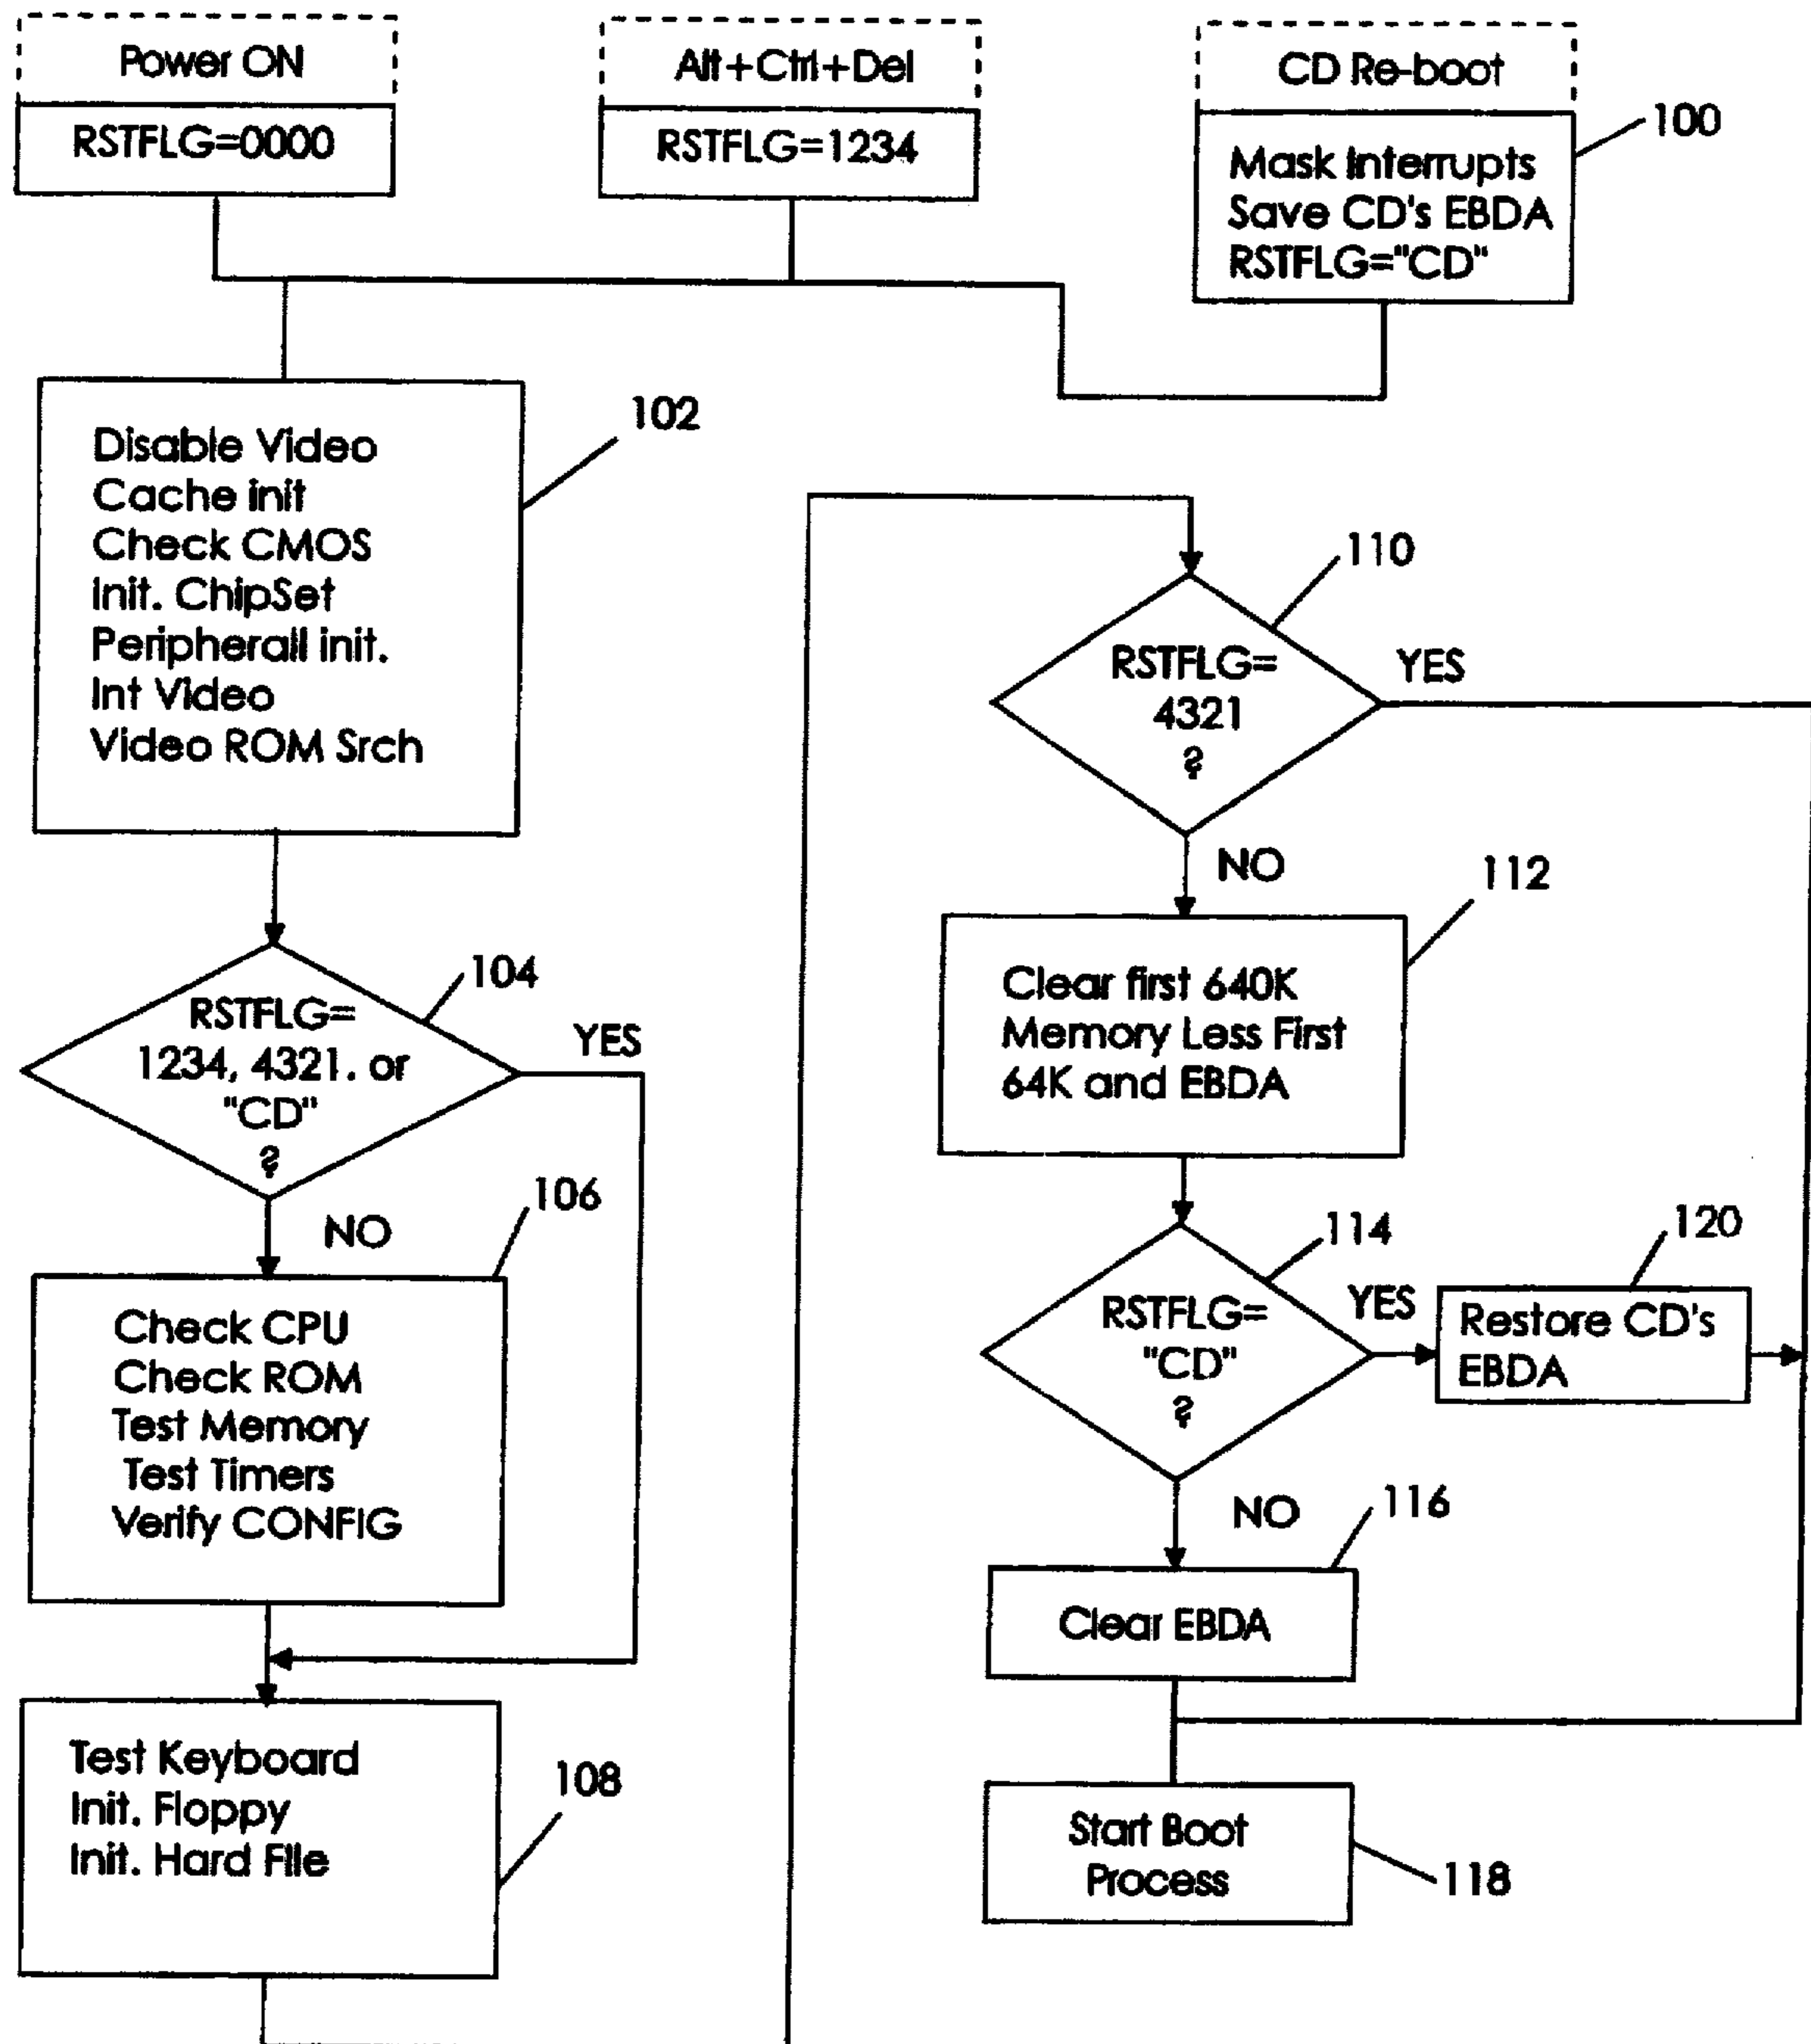 Power ON
RSTFLG=0000
Alt+Ctrl+Del
RSTFLG=1234
CD Re-boot
Mask Interrupts
Save CD's EBDA
RSTFLG="CD"
100
Disable Video
Cache init
Check CMOS
Init. ChipSet
Peripherall init.
Int Video
Video ROM Srch
102
RSTFLG=
1234, 4321. or
"CD"
?
104
YES
NO
106
Check CPU
Check ROM
Test Memory
Test Timers
Verify CONFIG
Test Keyboard
Init. Floppy
Init. Hard File
108
RSTFLG=
4321
?
110
YES
NO
112
Clear first 640K
Memory Less First
64K and EBDA
RSTFLG=
"CD"
?
114
YES
120
Restore CD's
EBDA
NO
116
Clear EBDA
Start Boot
Process
118